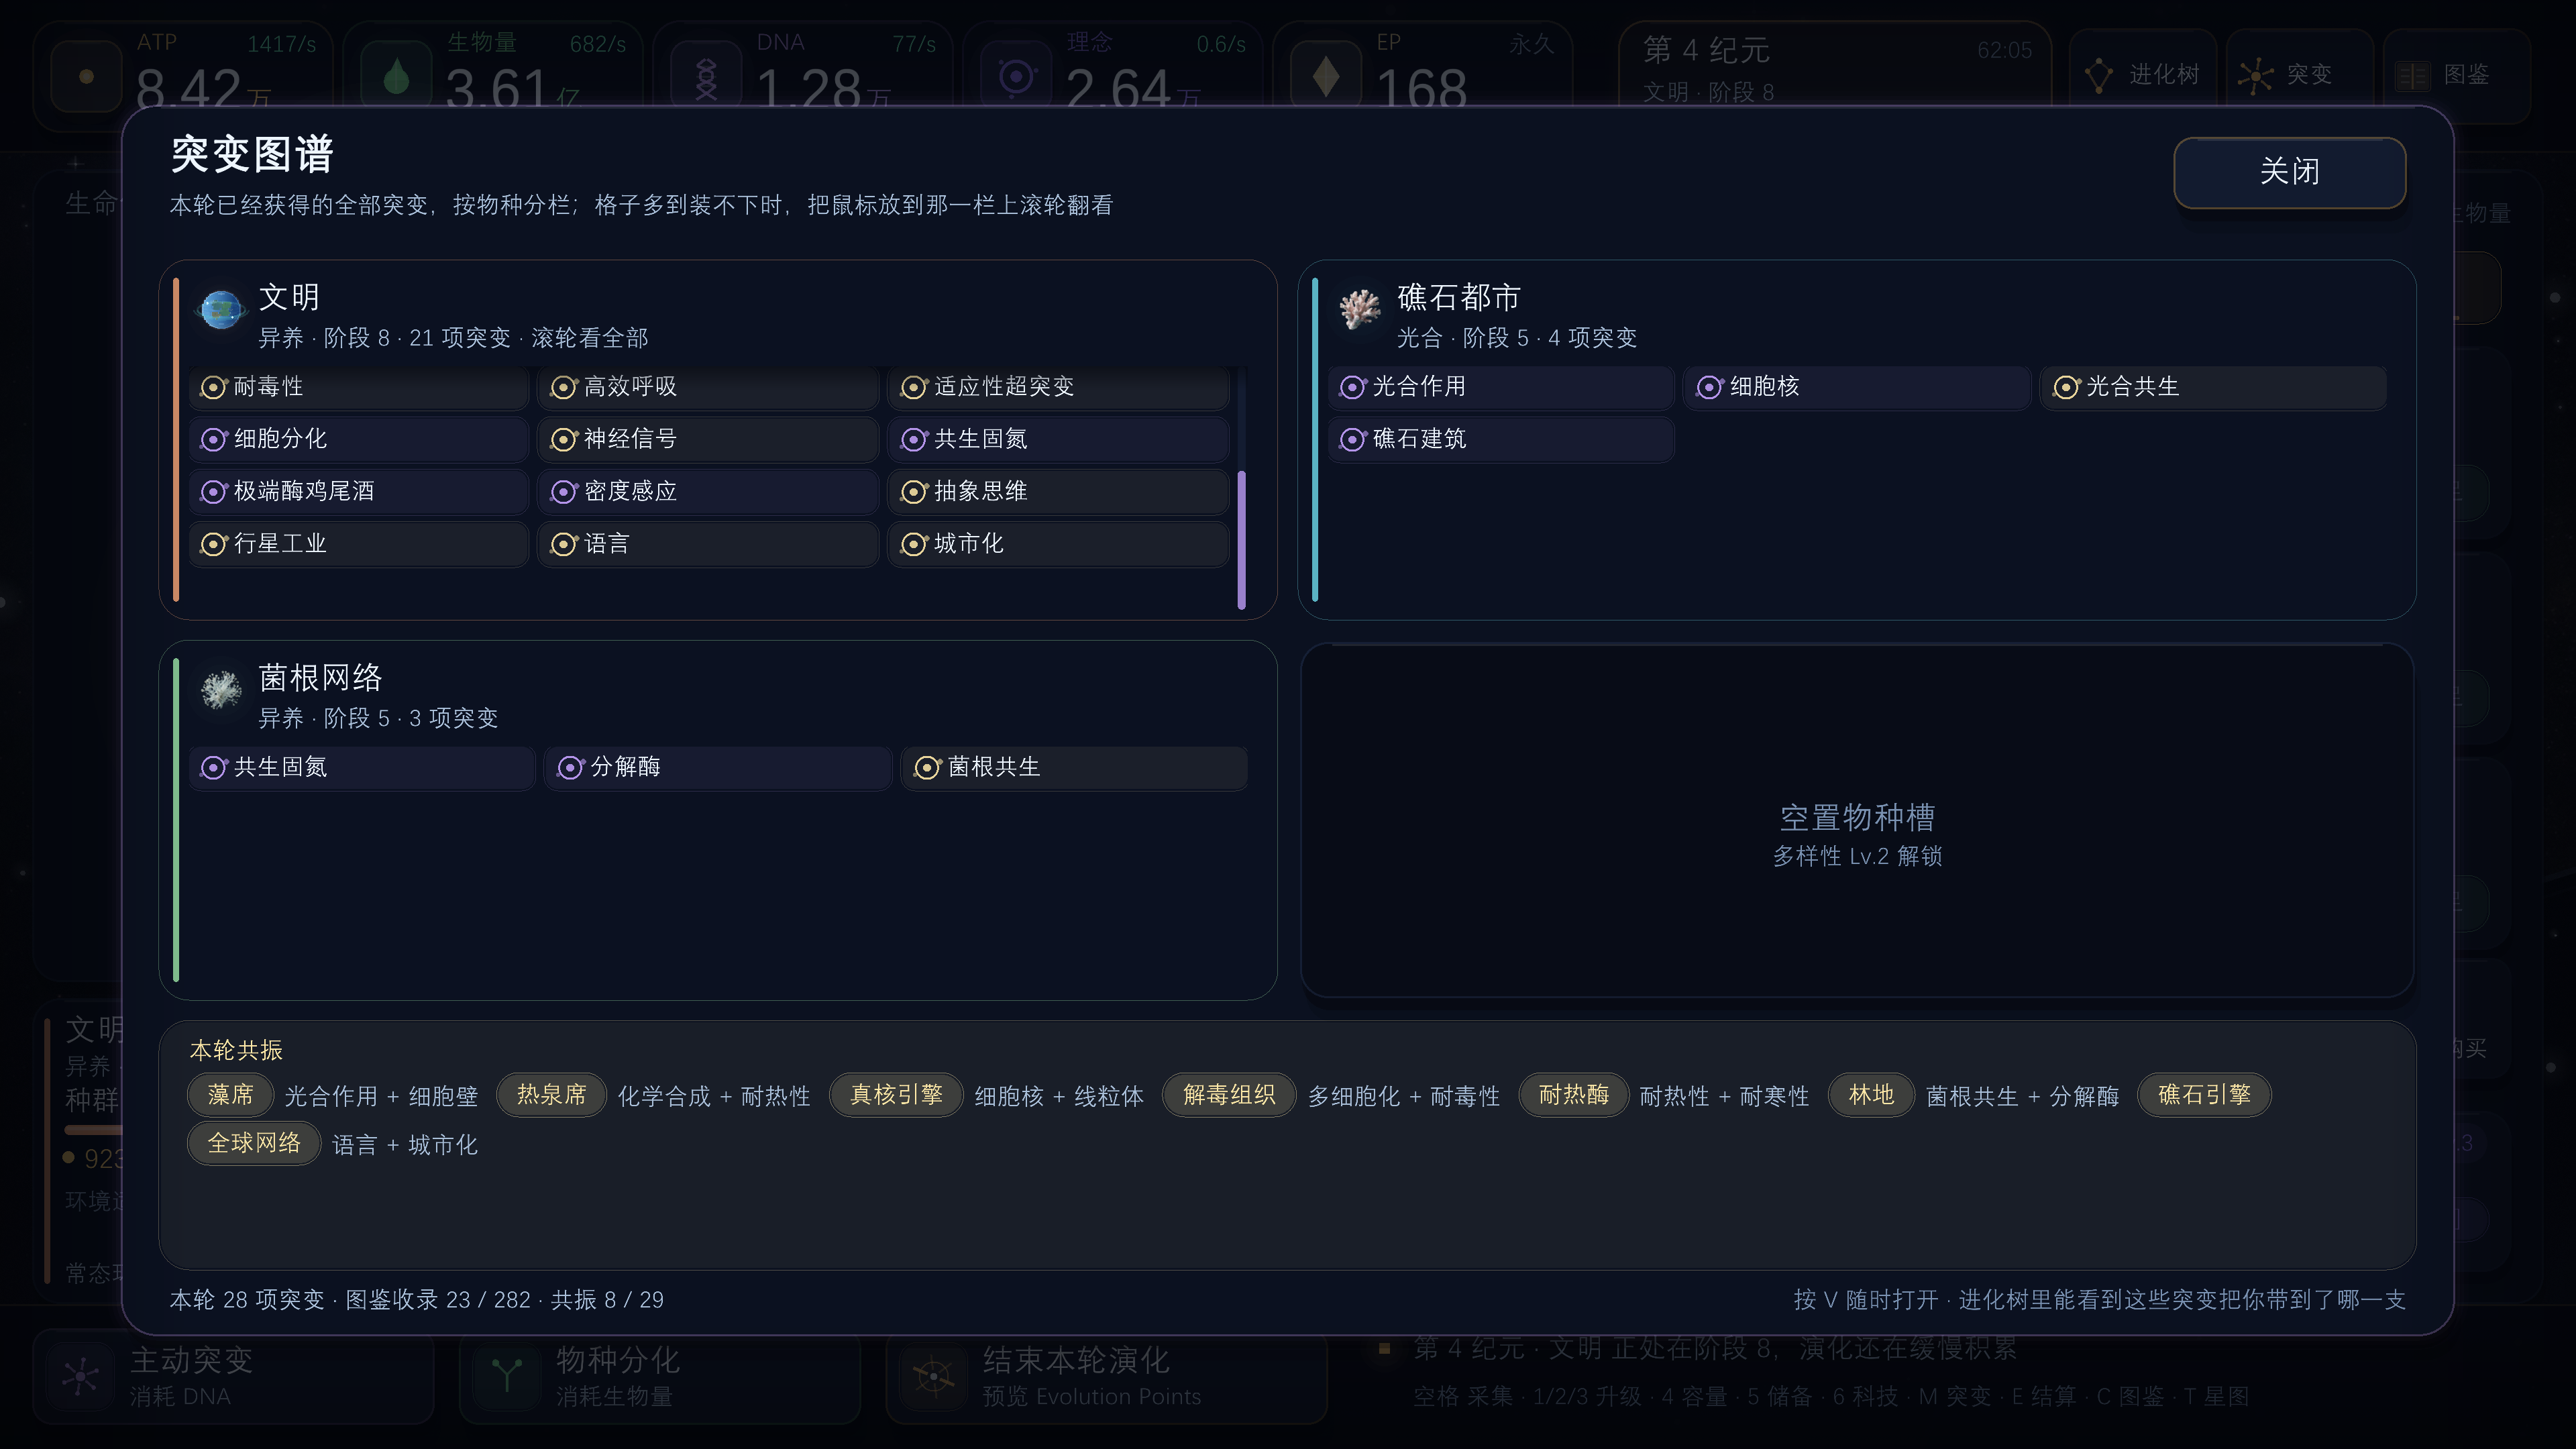 ATP 1417/s
8.42万
生物量 682/s
3.61亿
DNA 77/s
1.28万
理念 0.6/s
2.64万
EP 永久
168
第 4 纪元 62:05
文明 · 阶段 8
进化树
突变
图鉴
突变图谱
本轮已经获得的全部突变，按物种分栏；格子多到装不下时，把鼠标放到那一栏上滚轮翻看
关闭
生命
生物量
文明
异养 · 阶段 8 · 21 项突变 · 滚轮看全部
耐毒性 高效呼吸 适应性超突变
细胞分化 神经信号 共生固氮
极端酶鸡尾酒 密度感应 抽象思维
行星工业 语言 城市化
礁石都市
光合 · 阶段 5 · 4 项突变
光合作用 细胞核 光合共生
礁石建筑
菌根网络
异养 · 阶段 5 · 3 项突变
共生固氮 分解酶 菌根共生
空置物种槽
多样性 Lv.2 解锁
本轮共振
藻席 光合作用 + 细胞壁 热泉席 化学合成 + 耐热性 真核引擎 细胞核 + 线粒体 解毒组织 多细胞化 + 耐毒性 耐热酶 耐热性 + 耐寒性 林地 菌根共生 + 分解酶 礁石引擎
全球网络 语言 + 城市化
本轮 28 项突变 · 图鉴收录 23 / 282 · 共振 8 / 29
按 V 随时打开 · 进化树里能看到这些突变把你带到了哪一支
文明
异养
种群
923
环境
常态
购买
主动突变
消耗 DNA
物种分化
消耗生物量
结束本轮演化
预览 Evolution Points
第 4 纪元 · 文明 正处在阶段 8，演化还在缓慢积累
空格 采集 · 1/2/3 升级 · 4 容量 · 5 储备 · 6 科技 · M 突变 · E 结算 · C 图鉴 · T 星图